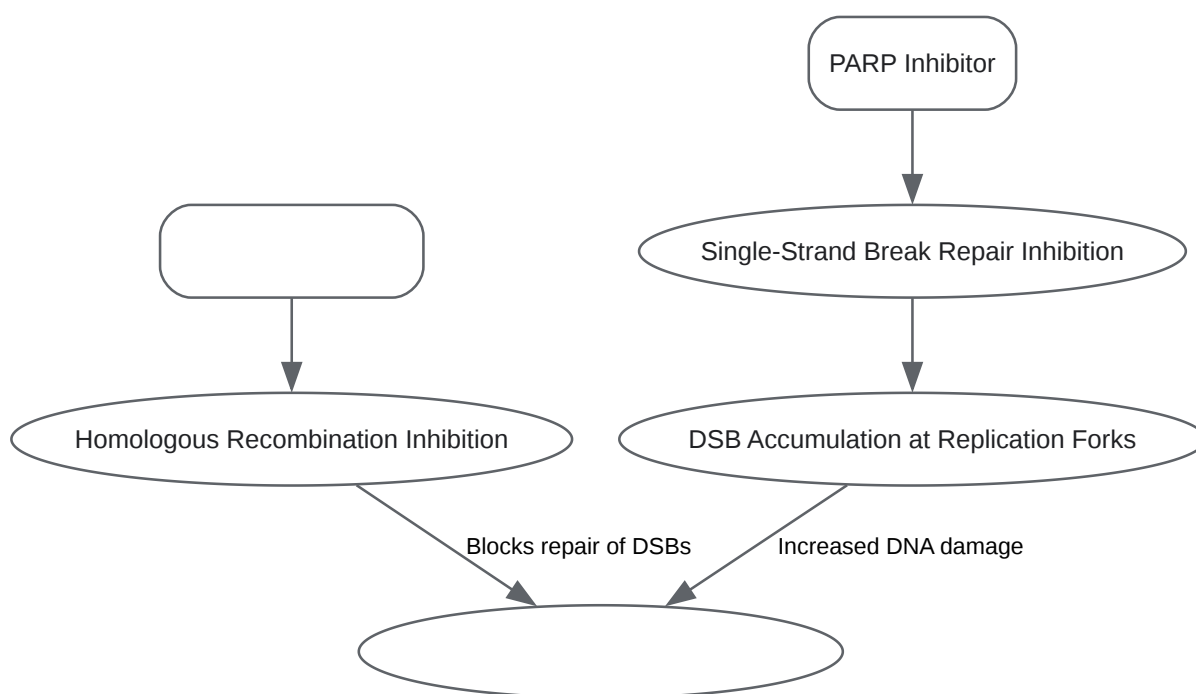 PARP Inhibitor
Single-Strand Break Repair Inhibition
Homologous Recombination Inhibition
DSB Accumulation at Replication Forks
Blocks repair of DSBs
Increased DNA damage